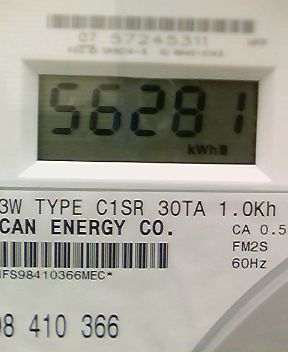 07 57245311
56281
kWh
3W TYPE C1SR 30TA 1.0Kh
CAN ENERGY CO.
CA 0.5
FM2S
IFS98410366MEC*
60Hz
98 410 366